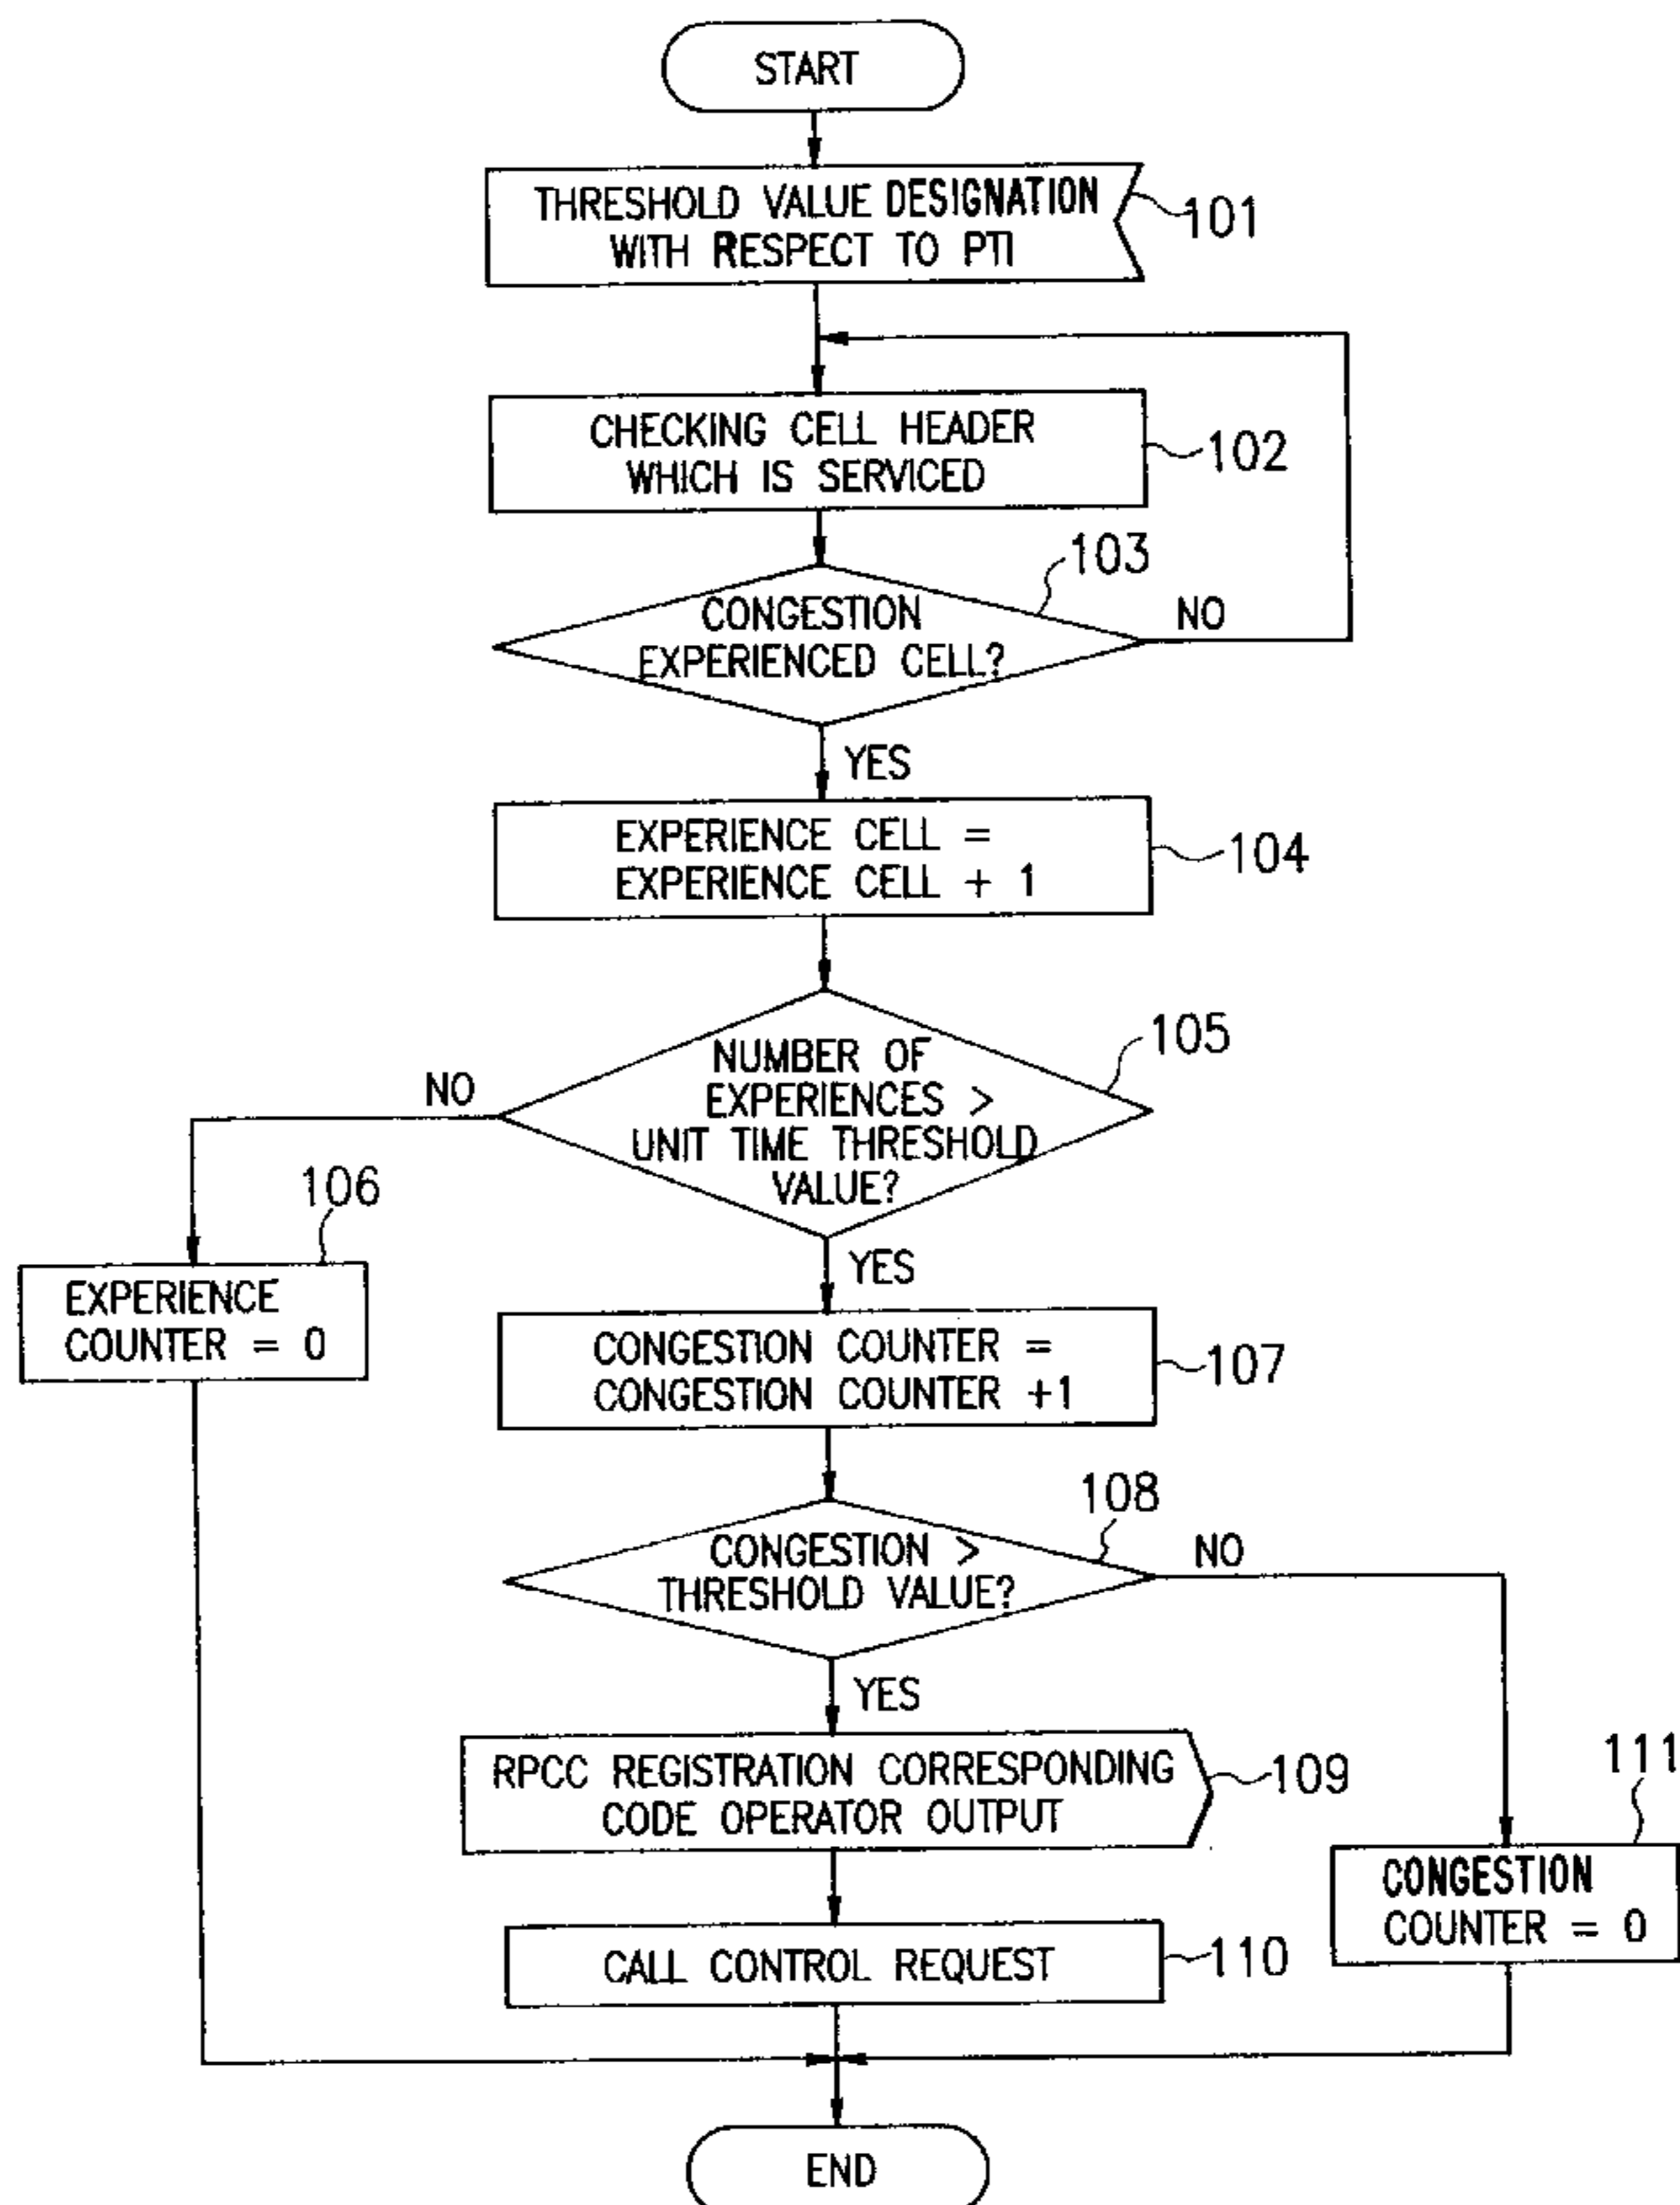 START
THRESHOLD VALUE DESIGNATION
WITH RESPECT TO PTI
101
CHECKING CELL HEADER
WHICH IS SERVICED
102
103
CONGESTION
EXPERIENCED CELL?
NO
YES
EXPERIENCE CELL =
EXPERIENCE CELL + 1
104
105
NUMBER OF
EXPERIENCES >
UNIT TIME THRESHOLD
VALUE?
NO
106
YES
EXPERIENCE
COUNTER = 0
CONGESTION COUNTER =
CONGESTION COUNTER +1
107
108
CONGESTION >
THRESHOLD VALUE?
NO
YES
RPCC REGISTRATION CORRESPONDING
CODE OPERATOR OUTPUT
109
111
CONGESTION
COUNTER = 0
CALL CONTROL REQUEST
110
END